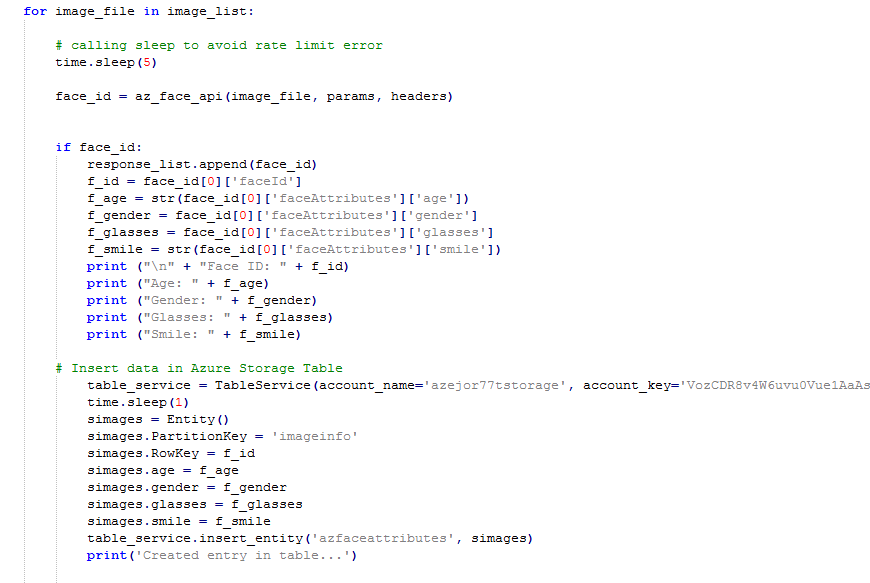 for image_file in image_list:
# calling sleep to avoid rate limit error
time.sleep(5)
face_id = az_face_api(image_file, params, headers)
if face_id:
response_list.append(face_id)
f_id = face_id[0]['faceId']
f_age = str(face_id[0]['faceAttributes']['age'])
f_gender = face_id[0]['faceAttributes']['gender']
f_glasses = face_id[0]['faceAttributes']['glasses']
f_smile = str(face_id[0]['faceAttributes']['smile'])
print ("\n" + "Face ID: " + f_id)
print ("Age: " + f_age)
print ("Gender: " + f_gender)
print ("Glasses: " + f_glasses)
print ("Smile: " + f_smile)
# Insert data in Azure Storage Table
table_service = TableService(account_name='azejor77tstorage', account_key='VozCDR8v4W6uvu0Vue1AaAs
time.sleep(1)
simages = Entity()
simages.PartitionKey = 'imageinfo'
simages.RowKey = f_id
simages.age = f_age
simages.gender = f_gender
simages.glasses = f_glasses
simages.smile = f_smile
table_service.insert_entity('azfaceattributes', simages)
print('Created entry in table...')